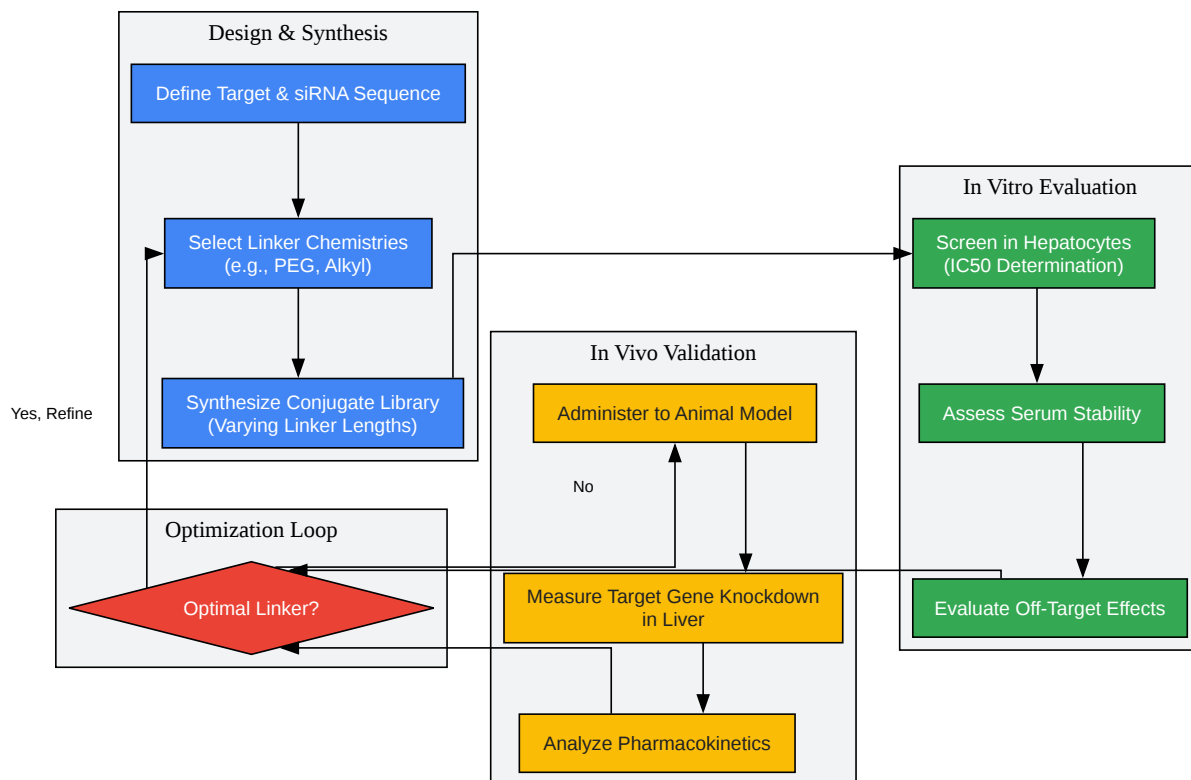 Design & Synthesis
Define Target & siRNA Sequence
Select Linker Chemistries
(e.g., PEG, Alkyl)
Synthesize Conjugate Library
(Varying Linker Lengths)
In Vitro Evaluation
Screen in Hepatocytes
(IC50 Determination)
Assess Serum Stability
Evaluate Off-Target Effects
In Vivo Validation
Administer to Animal Model
Measure Target Gene Knockdown
in Liver
Analyze Pharmacokinetics
Optimization Loop
Optimal Linker?
Yes, Refine
No